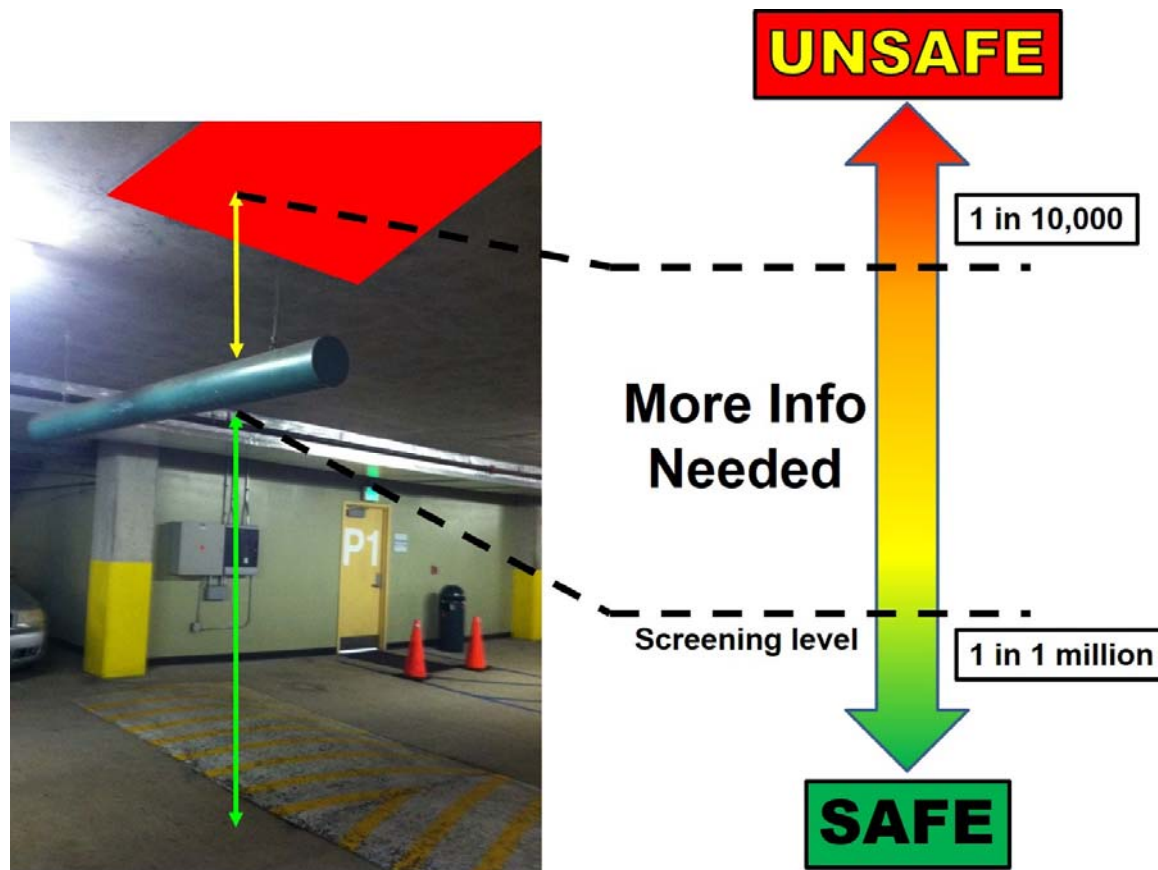 UNSAFE
1 in 10,000
More Info
Needed
P1
Screening level
1 in 1 million
SAFE